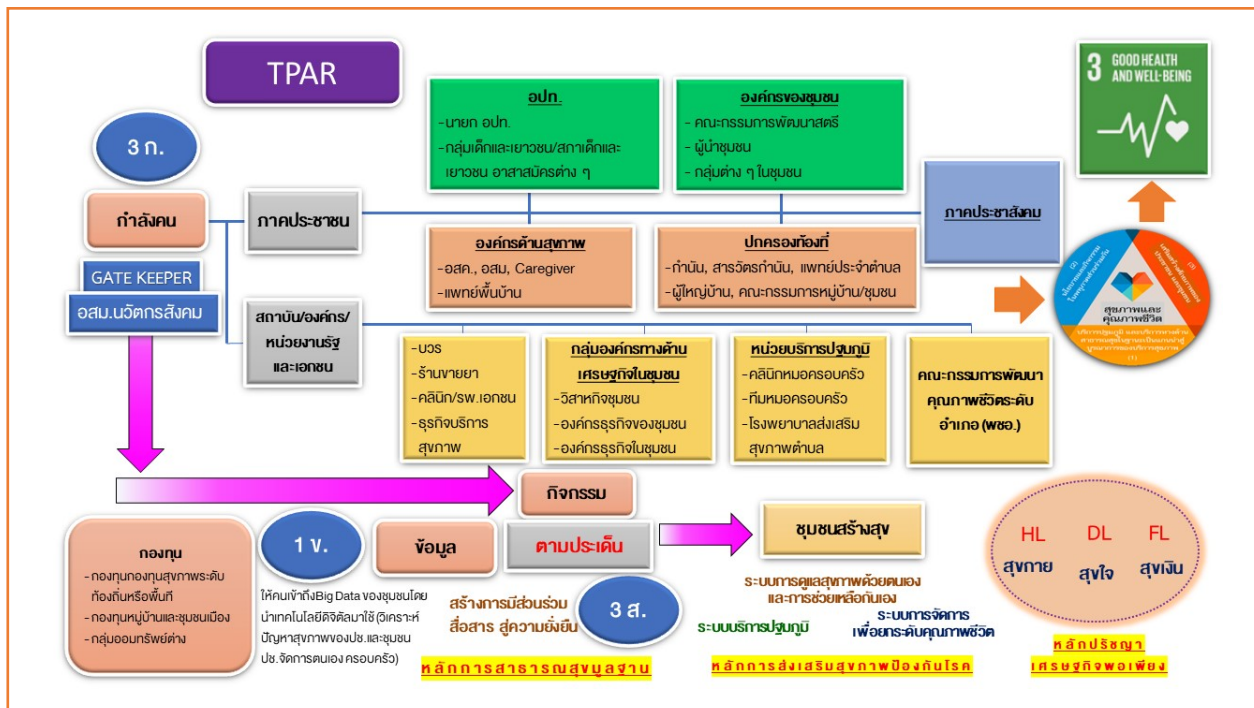 TPAR
3 ก.
กำลังคน
GATE KEEPER
อสม.นวัตกรสังคม
ภาคประชาชน
สถาบัน/องค์กร/
หน่วยงานรัฐ
และเอกชน
อปท.
-นายก อปท.
-กลุ่มเด็กและเยาวชน/สภาเด็กและ
เยาวชน อาสาสมัครต่าง ๆ
องค์กรของชุมชน
- คณะกรรมการพัฒนาสตรี
- ผู้นำชุมชน
- กลุ่มต่าง ๆ ในชุมชน
ภาคประชาสังคม
องค์กรด้านสุขภาพ
-อสค., อสม, Caregiver
-แพทย์พื้นบ้าน
ปกครองท้องที่
-กำนัน, สารวัตรกำนัน, แพทย์ประจำตำบล
-ผู้ใหญ่บ้าน, คณะกรรมการหมู่บ้าน/ชุมชน
3 GOOD HEALTH
AND WELL-BEING
สุขภาพและ
คุณภาพชีวิต
(1)
(2)
(3)
-บวร
-ร้านขายยา
-คลินิก/รพ.เอกชน
-ธุรกิจบริการ
สุขภาพ
กลุ่มองค์กรทางด้าน
เศรษฐกิจในชุมชน
-วิสาหกิจชุมชน
-องค์กรธุรกิจของชุมชน
-องค์กรธุรกิจในชุมชน
หน่วยบริการปฐมภูมิ
-คลินิกหมอครอบครัว
-ทีมหมอครอบครัว
-โรงพยาบาลส่งเสริม
สุขภาพตำบล
คณะกรรมการพัฒนา
คุณภาพชีวิตระดับ
อำเภอ (พชอ.)
กองทุน
-กองทุนกองทุนสุขภาพระดับ
ท้องถิ่นหรือพื้นที่
-กองทุนหมู่บ้านและชุมชนเมือง
-กลุ่มออมทรัพย์ต่าง
1 ข.
ข้อมูล
ให้คนเข้าถึงBig Data ของชุมชนโดย
นำเทคโนโลยีดิจิตัลมาใช้ (วิเคราะห์
ปัญหาสุขภาพของปช.และชุมชน
ปช.จัดการตนเอง ครอบครัว)
กิจกรรม
ตามประเด็น
3 ส.
สร้างการมีส่วนร่วม
สื่อสาร สู่ความยั่งยืน
หลักการสาธารณสุขมูลฐาน
ชุมชนสร้างสุข
ระบบการดูแลสุขภาพด้วยตนเอง
และการช่วยเหลือกันเอง
ระบบบริการปฐมภูมิ
ระบบการจัดการ
เพื่อยกระดับคุณภาพชีวิต
หลักการส่งเสริมสุขภาพป้องกันโรค
HL DL FL
สุขกาย สุขใจ สุขเงิน
หลักปรัชญา
เศรษฐกิจพอเพียง